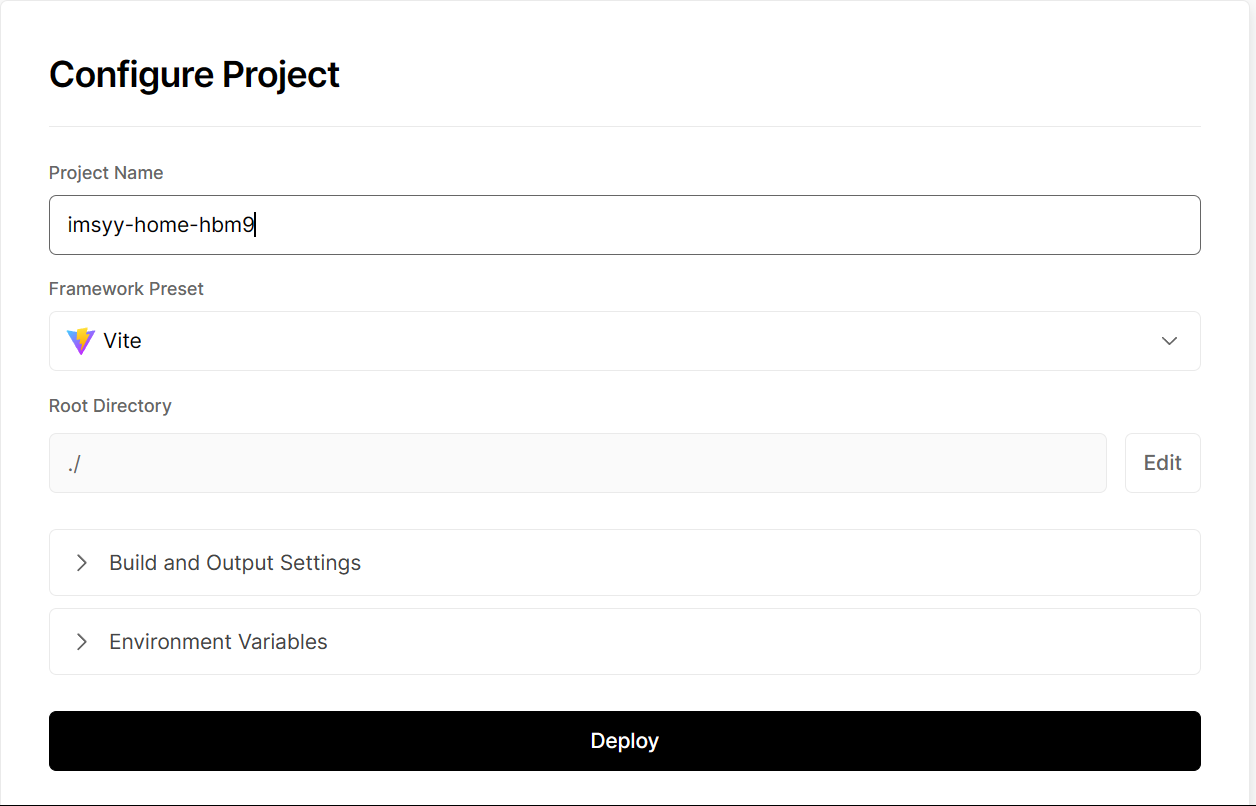 Configure Project
Project Name
imsyy-home-hbm9
Framework Preset
Vite
Root Directory
./
Edit
Build and Output Settings
Environment Variables
Deploy